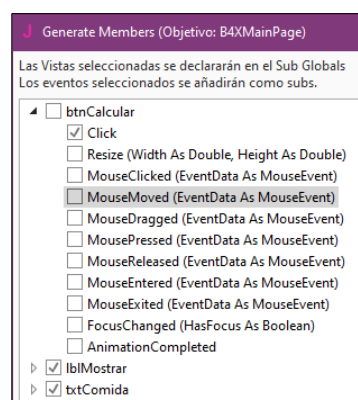 J Generate Members (Objetivo: B4XMainPage)
Las Vistas seleccionadas se declararán en el Sub Globals
Los eventos seleccionados se añadirán como subs.
btnCalcular
Click
Resize (Width As Double, Height As Double)
MouseClicked (EventData As MouseEvent)
MouseMoved (EventData As MouseEvent)
MouseDragged (EventData As MouseEvent)
MousePressed (EventData As MouseEvent)
MouseReleased (EventData As MouseEvent)
MouseEntered (EventData As MouseEvent)
MouseExited (EventData As MouseEvent)
FocusChanged (HasFocus As Boolean)
AnimationCompleted
lblMostrar
txtComida